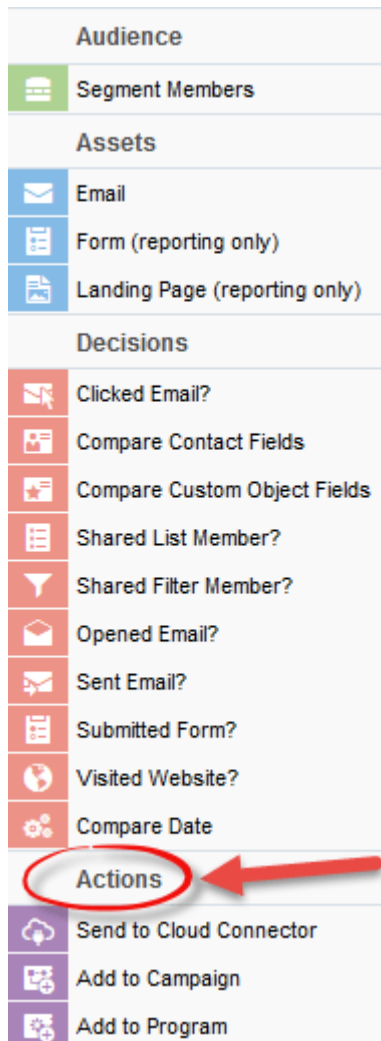 Audience
Segment Members
Assets
Email
Form (reporting only)
Landing Page (reporting only)
Decisions
Clicked Email?
Compare Contact Fields
Compare Custom Object Fields
Shared List Member?
Shared Filter Member?
Opened Email?
Sent Email?
Submitted Form?
Visited Website?
Compare Date
Actions
Send to Cloud Connector
Add to Campaign
Add to Program